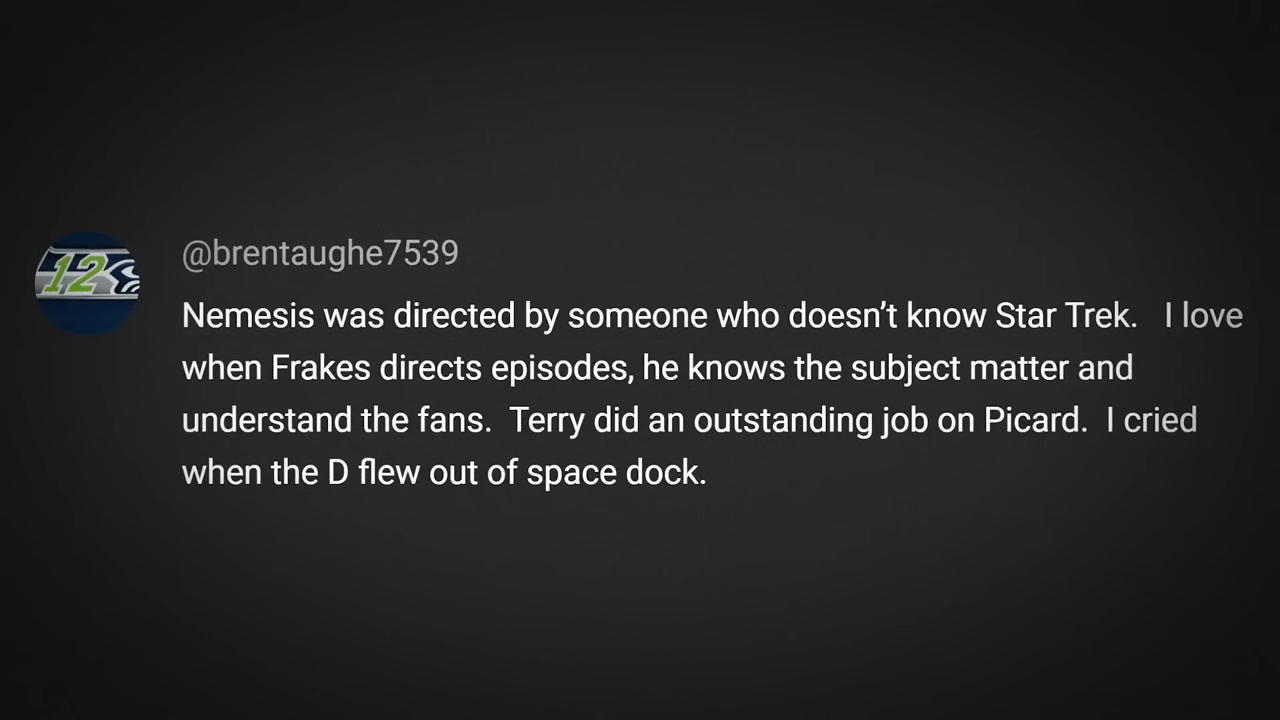 @brentaughe7539
12
Nemesis was directed by someone who doesn’t know Star Trek.   I love
when Frakes directs episodes, he knows the subject matter and
understand the fans.  Terry did an outstanding job on Picard.  I cried
when the D flew out of space dock.